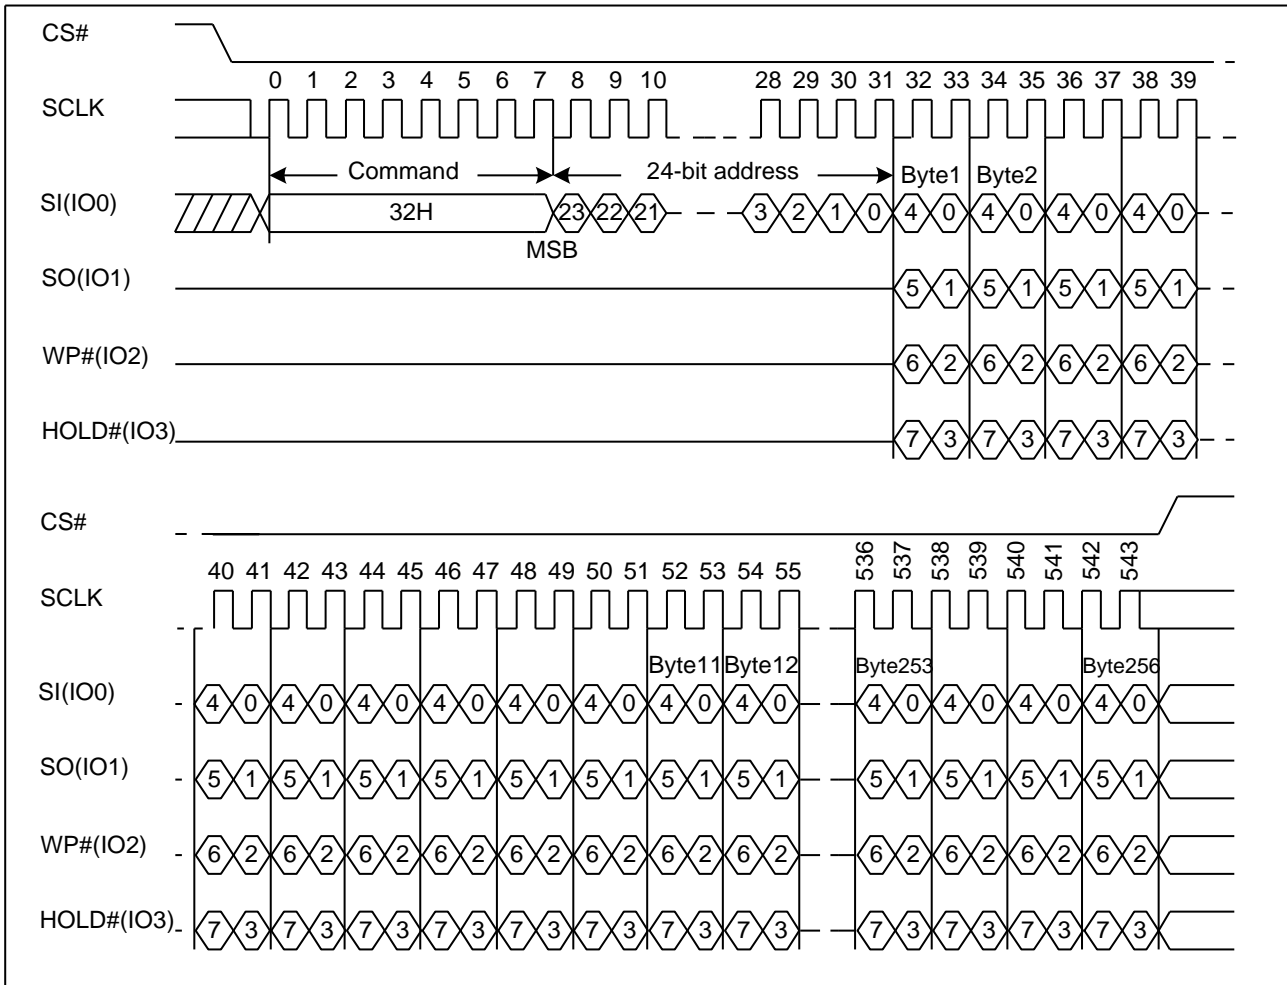 CS#
0 1 2 3 4 5 6 7 8 9 10 28 29 30 31 32 33 34 35 36 37 38 39
SCLK
Command 24-bit address Byte1 Byte2
SI(IO0) 32H 23 22 21 3 2 1 0 4 0 4 0 4 0 4 0
MSB
SO(IO1) 5 1 5 1 5 1 5 1
WP#(IO2) 6 2 6 2 6 2 6 2
HOLD#(IO3) 7 3 7 3 7 3 7 3
CS#
40 41 42 43 44 45 46 47 48 49 50 51 52 53 54 55 536 537 538 539 540 541 542 543
SCLK
Byte11 Byte12 Byte253 Byte256
SI(IO0) 4 0 4 0 4 0 4 0 4 0 4 0 4 0 4 0 4 0 4 0 4 0 4 0
SO(IO1) 5 1 5 1 5 1 5 1 5 1 5 1 5 1 5 1 5 1 5 1 5 1 5 1
WP#(IO2) 6 2 6 2 6 2 6 2 6 2 6 2 6 2 6 2 6 2 6 2 6 2 6 2
HOLD#(IO3) 7 3 7 3 7 3 7 3 7 3 7 3 7 3 7 3 7 3 7 3 7 3 7 3